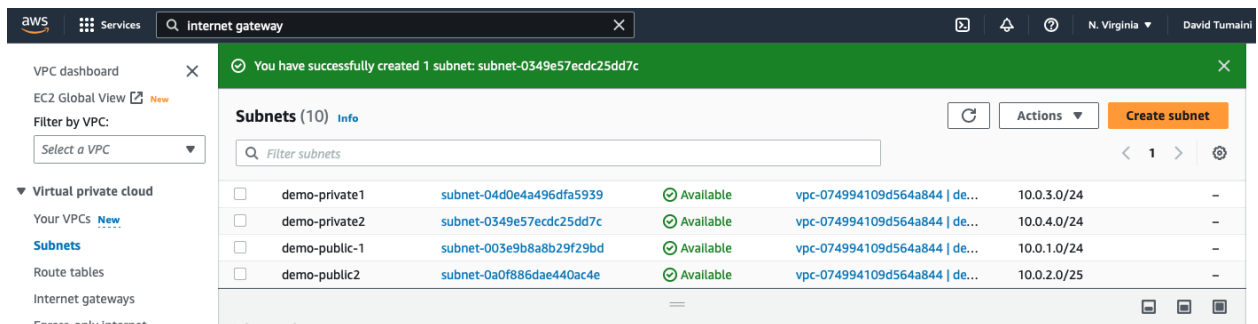 aws Services internet gateway N. Virginia ▼ David Tumaini
VPC dashboard
EC2 Global View New
Filter by VPC:
Select a VPC ▼
▼ Virtual private cloud
Your VPCs New
Subnets
Route tables
Internet gateways
You have successfully created 1 subnet: subnet-0349e57ecdc25dd7c
Subnets (10) Info Actions ▼ Create subnet
Filter subnets < 1 >
demo-private1 subnet-04d0e4a496dfa5939 Available vpc-074994109d564a844 | de... 10.0.3.0/24 –
demo-private2 subnet-0349e57ecdc25dd7c Available vpc-074994109d564a844 | de... 10.0.4.0/24 –
demo-public-1 subnet-003e9b8a8b29f29bd Available vpc-074994109d564a844 | de... 10.0.1.0/24 –
demo-public2 subnet-0a0f886dae440ac4e Available vpc-074994109d564a844 | de... 10.0.2.0/25 –